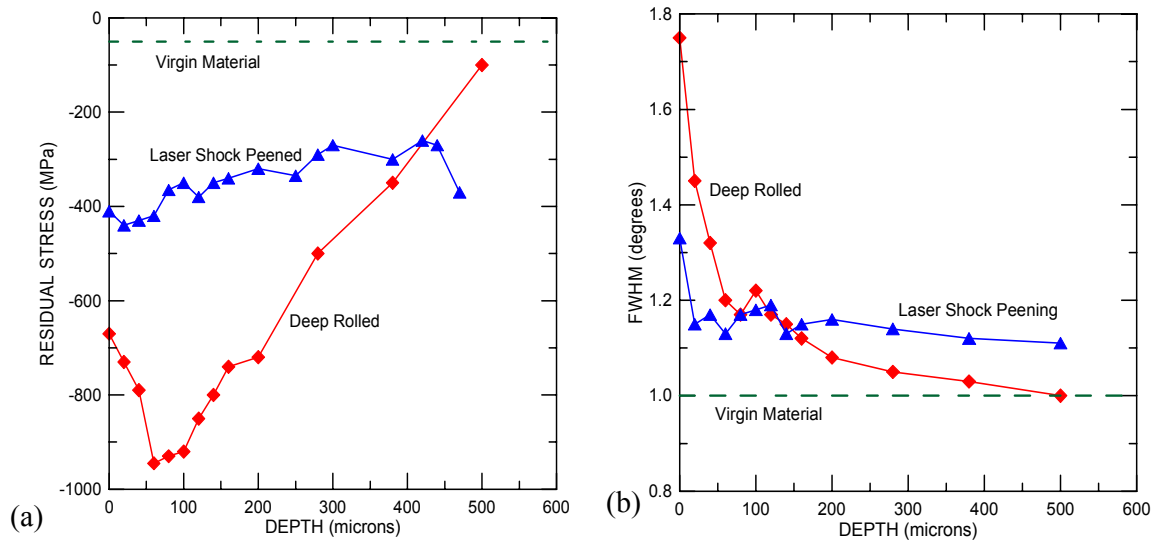 0
Virgin Material
-200
Laser Shock Peened
-400
-600
Deep Rolled
-800
-1000
0 100 200 300 400 500 600
RESIDUAL STRESS (MPa)
DEPTH (microns)
(a)
1.8
1.6
Deep Rolled
1.4
1.2
Laser Shock Peening
1.0
Virgin Material
0.8
0 100 200 300 400 500 600
FWHM (degrees)
DEPTH (microns)
(b)